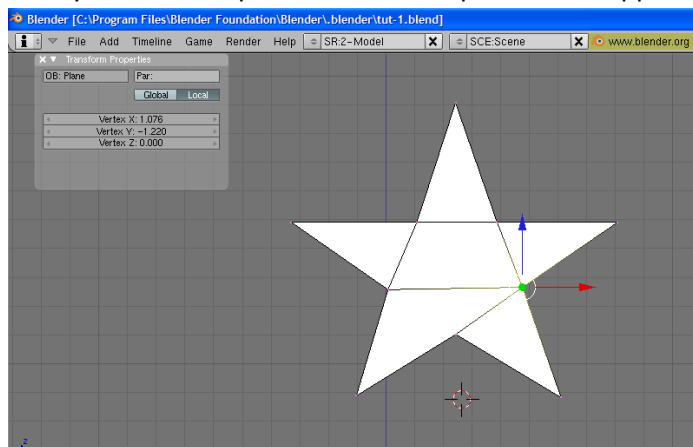 Blender [C:\Program Files\Blender Foundation\Blender\.blender\tut-1.blend]
File Add Timeline Game Render Help SR:2-Model X SCE:Scene X www.blender.org
Transform Properties
OB: Plane Par:
Global Local
Vertex X: 1.076
Vertex Y: -1.220
Vertex Z: 0.000
z